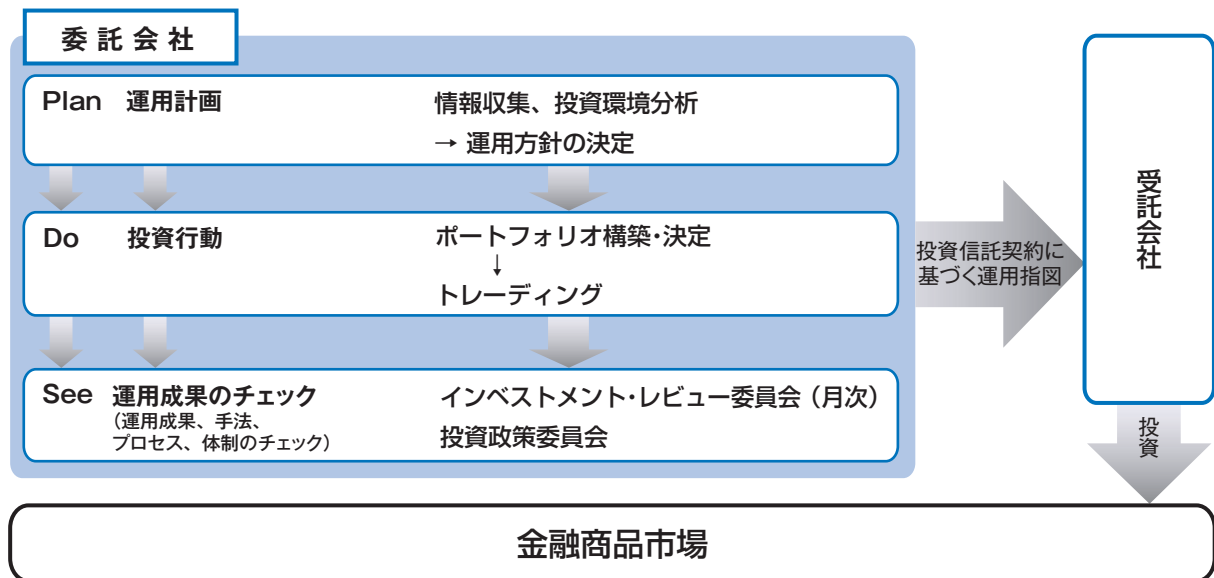 委託会社
Plan 運用計画 情報収集、投資環境分析
→ 運用方針の決定
Do 投資行動 ポートフォリオ構築・決定
↓
トレーディング
See 運用成果のチェック インベストメント・レビュー委員会（月次）
（運用成果、手法、
プロセス、体制のチェック）
投資政策委員会
投資信託契約に
基づく運用指図
受託会社
投資
金融商品市場